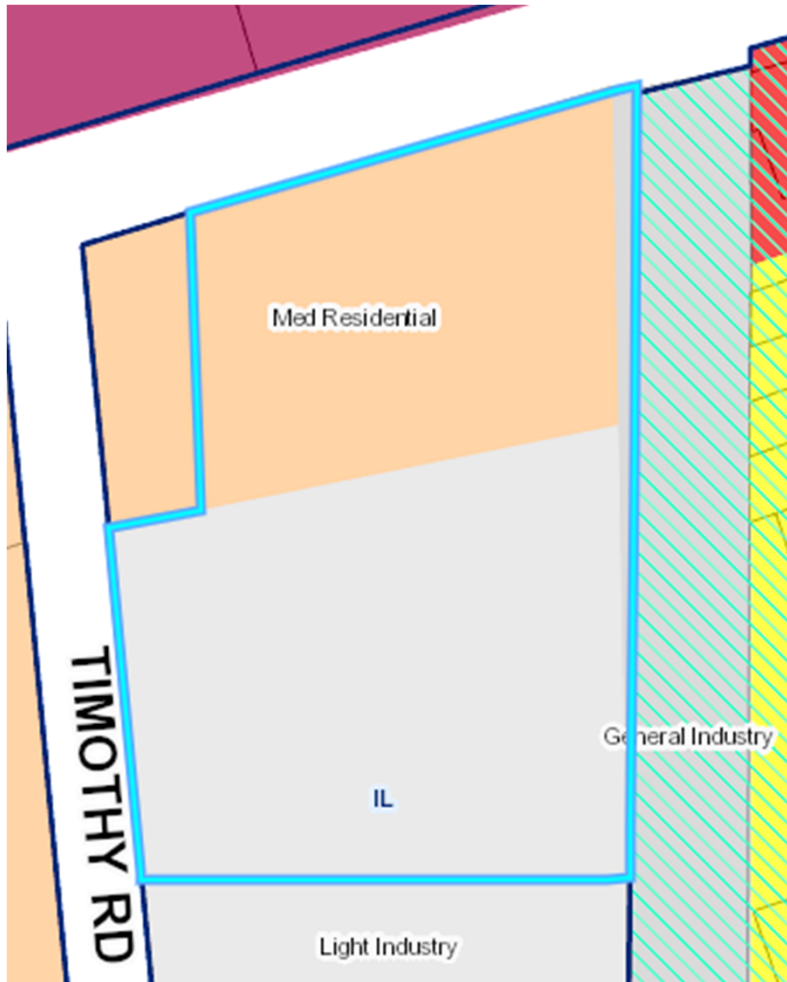 Med Residential
TIMOTHY RD
General Industry
IL
Light Industry